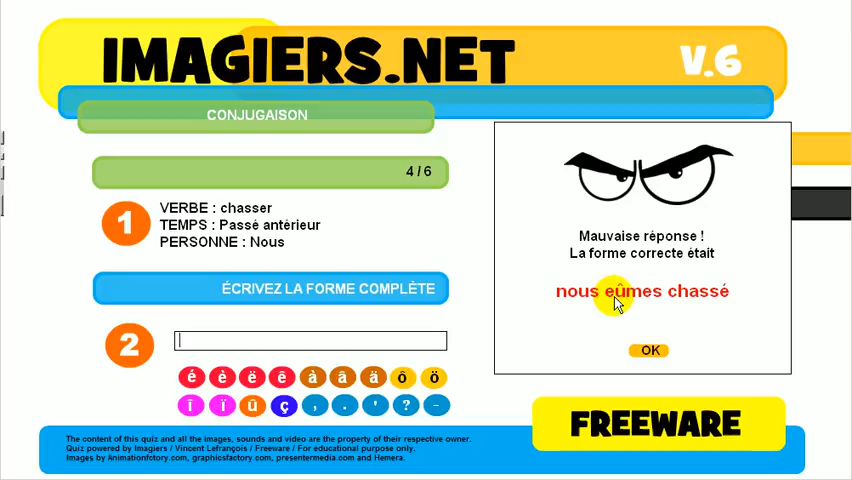 IMAGIERS.NET
V.6
CONJUGAISON
4 / 6
1
VERBE : chasser
TEMPS : Passé antérieur
PERSONNE : Nous
ÉCRIVEZ LA FORME COMPLÈTE
2
é è ë ê à â ä ô ö
î ï û ç , . ' ? -
Mauvaise réponse !
La forme correcte était
nous eûmes chassé
OK
FREEWARE
The content of this quiz and all the images, sounds and video are the property of their respective owner.
Quiz powered by Imagiers / Vincent Lefrançois / Freeware / For educational purpose only.
Images by Animationfctory.com, graphicsfactory.com, presentermedia.com and Hemera.